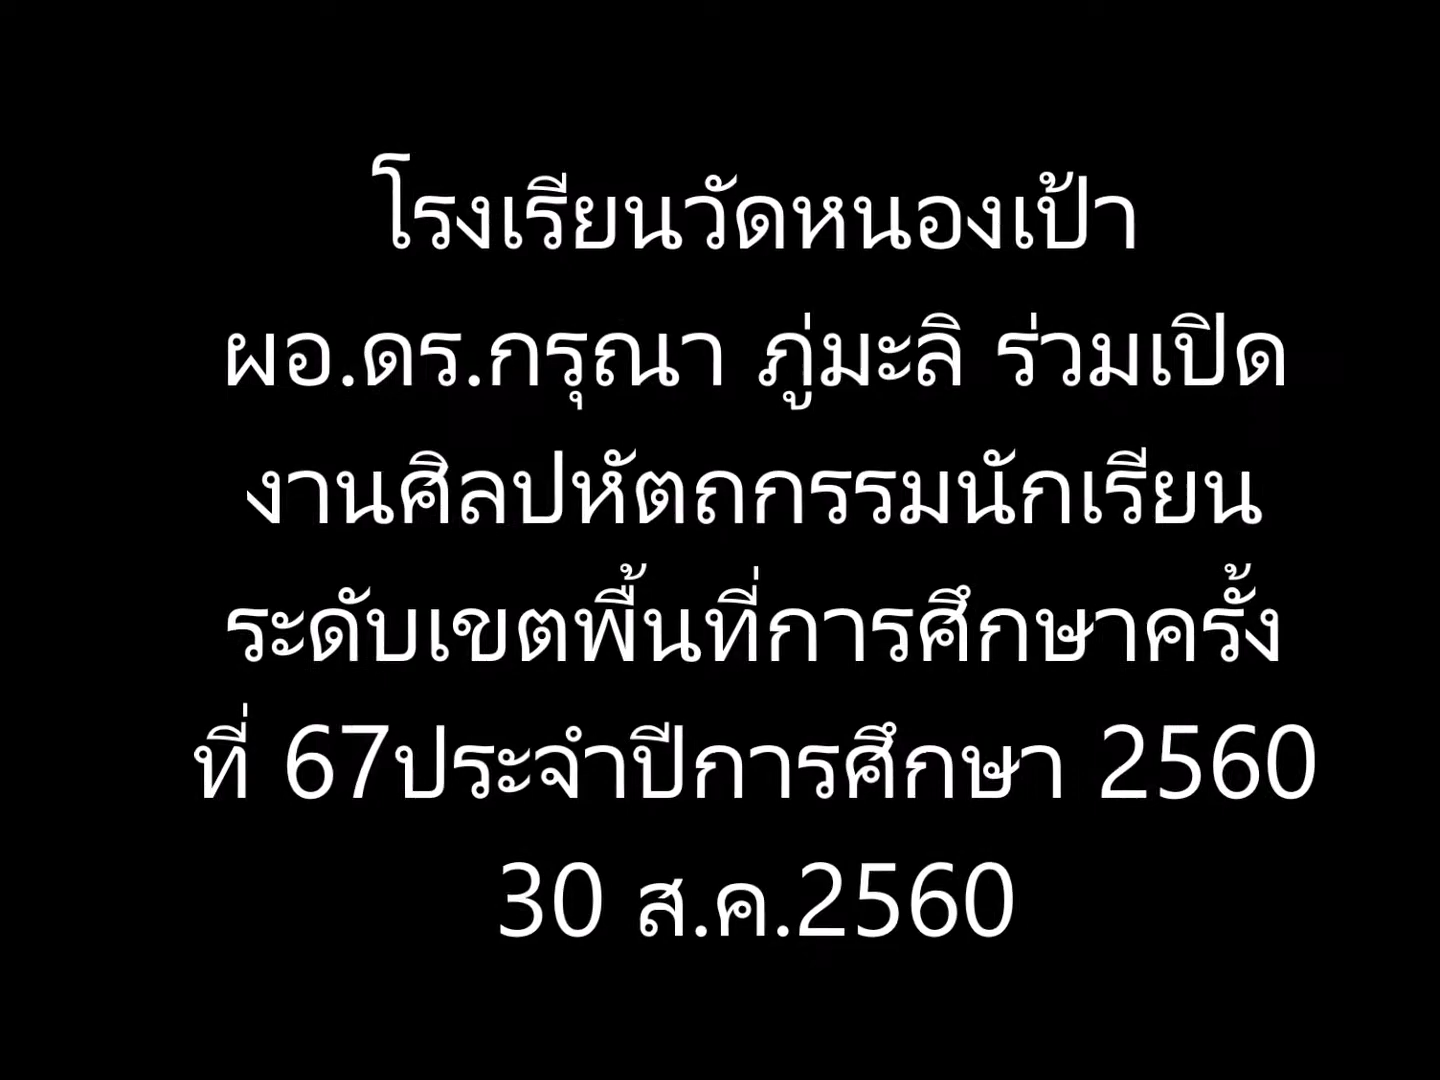 โรงเรียนวัดหนองเป้า
ผอ.ดร.กรุณา ภู่มะลิ ร่วมเปิด
งานศิลปหัตถกรรมนักเรียน
ระดับเขตพื้นที่การศึกษาครั้ง
ที่ 67ประจำปีการศึกษา 2560
30 ส.ค.2560